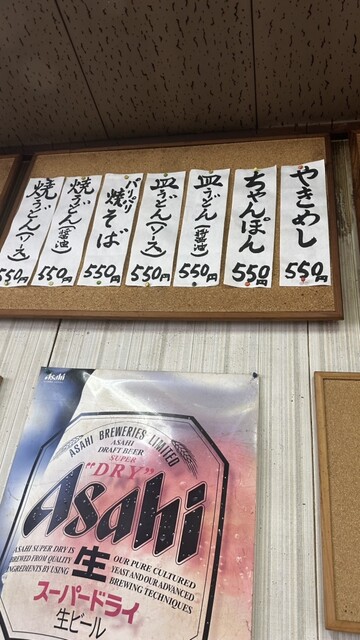 やきめし
550円
ちゃんぽん
550円
皿うどん(醤油)
550円
皿うどん(ソース)
550円
バリバリ
焼そば
550円
焼うどん(醤油)
550円
焼うどん(ソース)
550円
Asahi
ASAHI BREWERIES LIMITED
ASAHI
DRAFT BEER
SUPER
"DRY"
Asahi
ASAHI SUPER DRY IS
BREWED FROM QUALITY
INGREDIENTS BY USING
生
OUR PURE CULTURED
YEAST AND OUR ADVANCED
BREWING TECHNIQUES
スーパードライ
生ビール